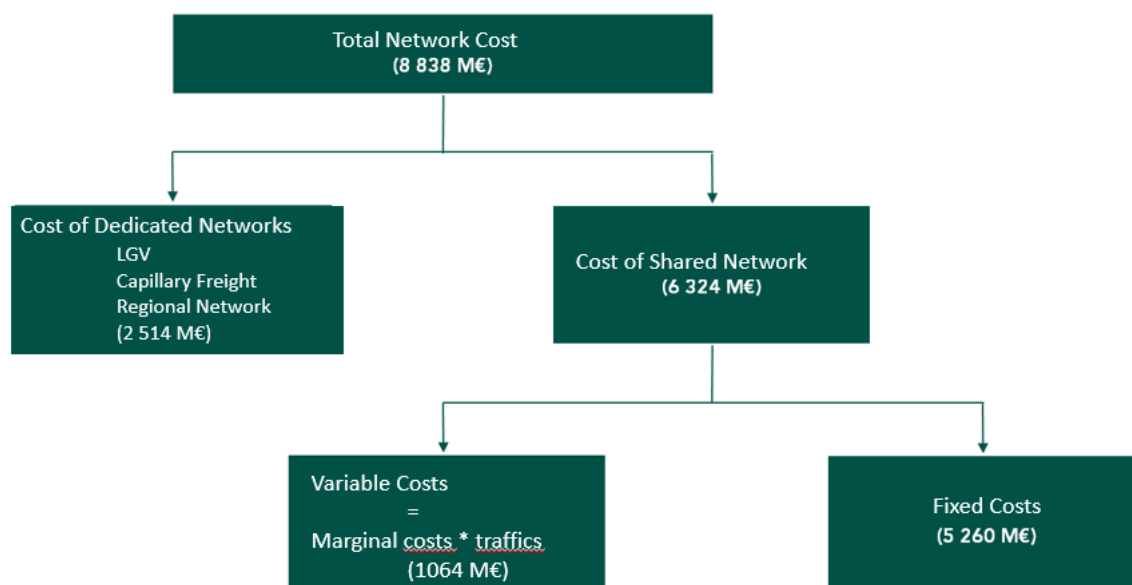 Total Network Cost
(8 838 M€)
Cost of Dedicated Networks
LGV
Capillary Freight
Regional Network
(2 514 M€)
Cost of Shared Network
(6 324 M€)
Variable Costs
=
Marginal costs * traffics
(1064 M€)
Fixed Costs
(5 260 M€)